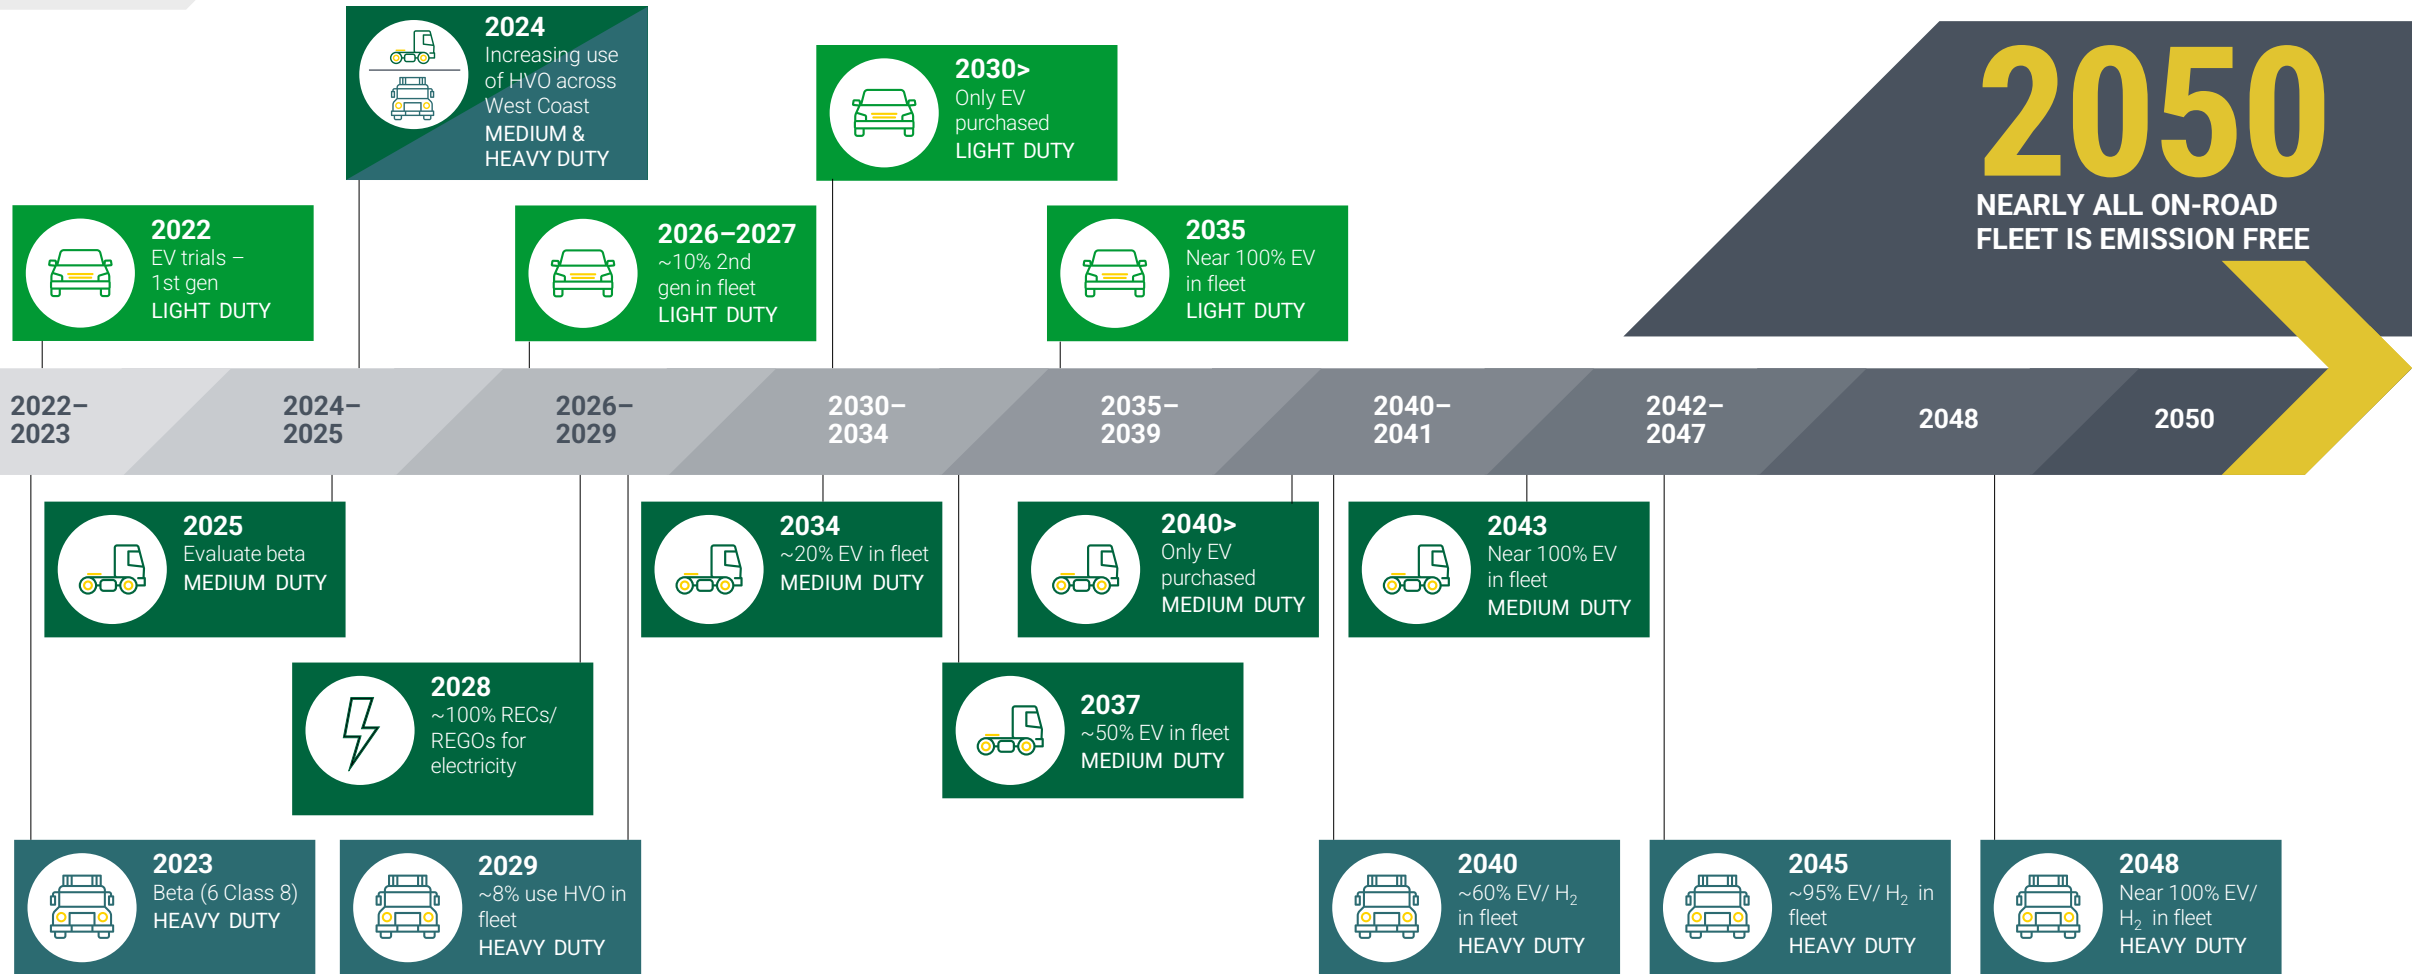 2024
Increasing use
of HVO across
West Coast
MEDIUM &
HEAVY DUTY
2030>
Only EV
purchased
LIGHT DUTY
2050
NEARLY ALL ON-ROAD
FLEET IS EMISSION FREE
2022
EV trials –
1st gen
LIGHT DUTY
2026–2027
~10% 2nd
gen in fleet
LIGHT DUTY
2035
Near 100% EV
in fleet
LIGHT DUTY
2022–
2023
2024–
2025
2026–
2029
2030–
2034
2035–
2039
2040–
2041
2042–
2047
2048
2050
2025
Evaluate beta
MEDIUM DUTY
2034
~20% EV in fleet
MEDIUM DUTY
2040>
Only EV
purchased
MEDIUM DUTY
2043
Near 100% EV
in fleet
MEDIUM DUTY
2028
~100% RECs/
REGOs for
electricity
2037
~50% EV in fleet
MEDIUM DUTY
2023
Beta (6 Class 8)
HEAVY DUTY
2029
~8% use HVO in
fleet
HEAVY DUTY
2040
~60% EV/ H₂
in fleet
HEAVY DUTY
2045
~95% EV/ H₂ in
fleet
HEAVY DUTY
2048
Near 100% EV/
H₂ in fleet
HEAVY DUTY